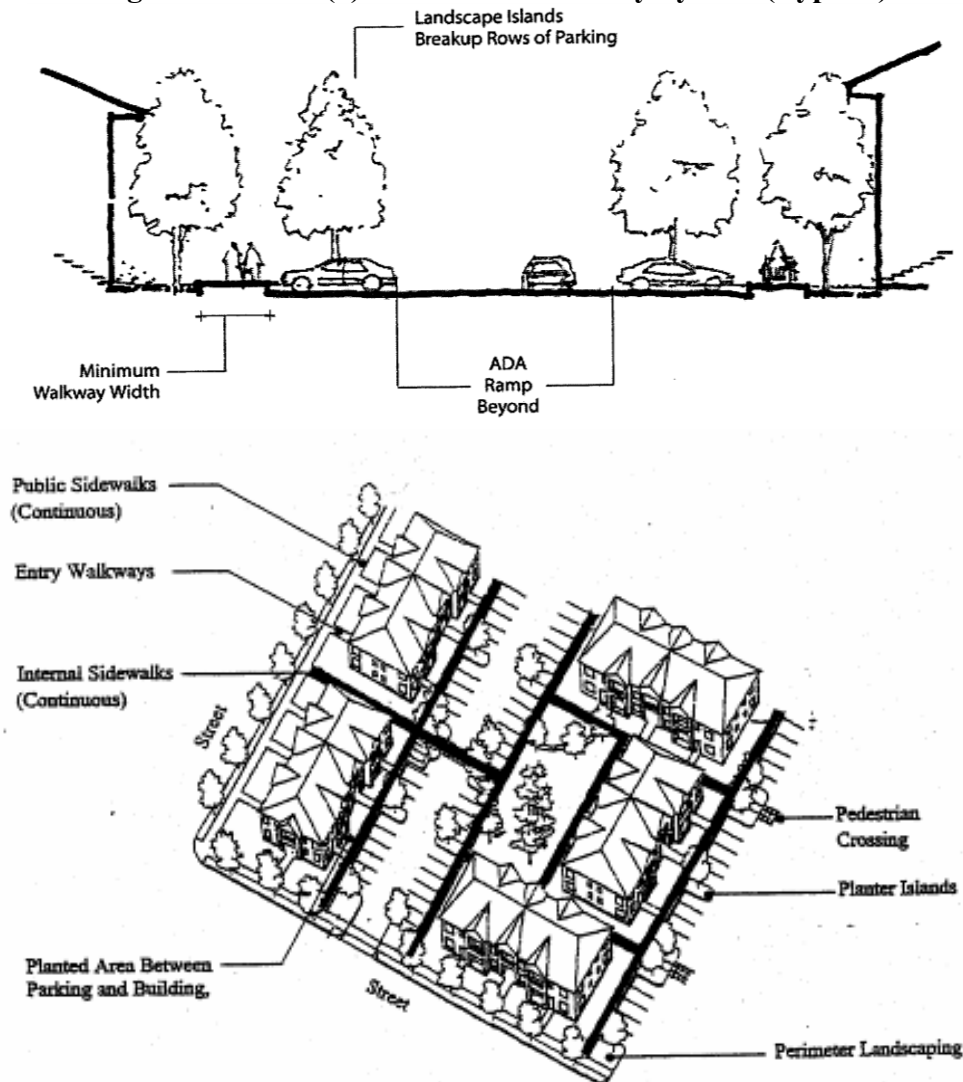 Landscape Islands
Breakup Rows of Parking
Minimum
Walkway Width
ADA
Ramp
Beyond
Public Sidewalks
(Continuous)
Entry Walkways
Internal Sidewalks
(Continuous)
Street
Pedestrian
Crossing
Planter Islands
Planted Area Between
Parking and Building,
Street
Perimeter Landscaping